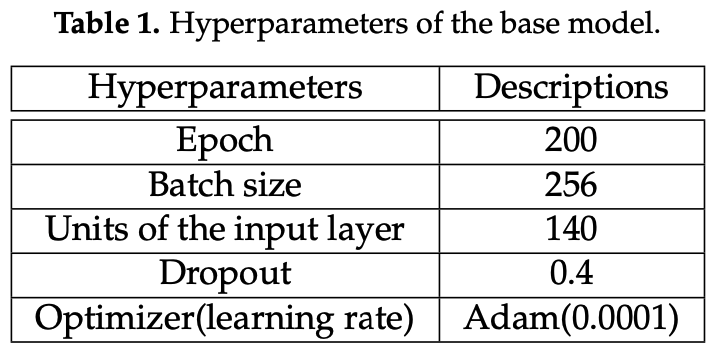 Table 1. Hyperparameters of the base model.
Hyperparameters Descriptions
Epoch 200
Batch size 256
Units of the input layer 140
Dropout 0.4
Optimizer(learning rate) Adam(0.0001)